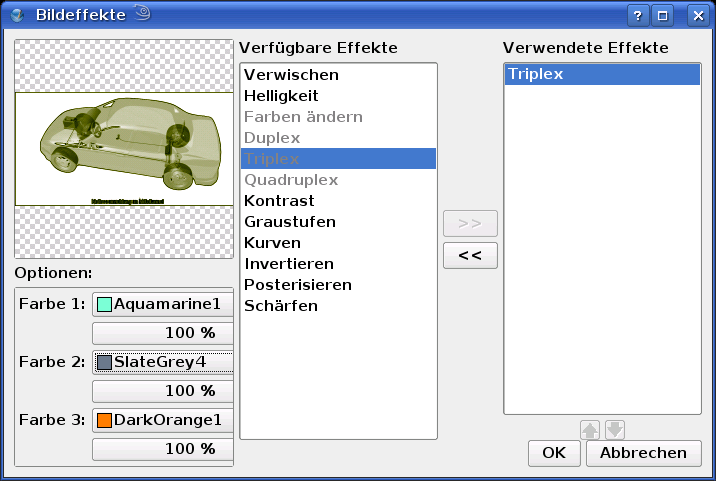 Bildeffekte
Verfügbare Effekte
Verwendete Effekte
Verwischen
Helligkeit
Farben ändern
Duplex
Triplex
Quadruplex
Kontrast
Graustufen
Kurven
Invertieren
Posterisieren
Schärfen
>>
<<
Triplex
Optionen:
Farbe 1: Aquamarine1
100 %
Farbe 2: SlateGrey4
100 %
Farbe 3: DarkOrange1
100 %
OK Abbrechen